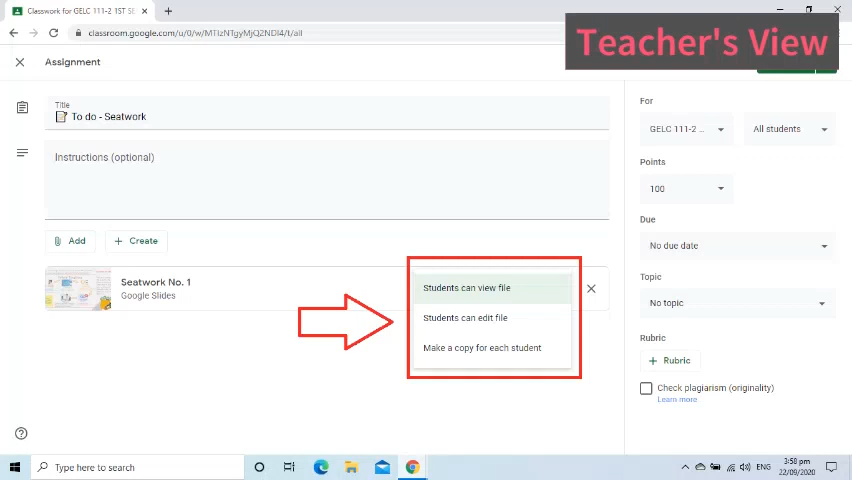 Classwork for GELC 111-2 1ST SE
classroom.google.com/u/0/w/MTIzNTgyMjQ2NDI4/t/all
Teacher's View
Assignment
Title
To do - Seatwork
Instructions (optional)
Add
Create
Seatwork No. 1
Google Slides
Students can view file
Students can edit file
Make a copy for each student
For
GELC 111-2 ...
All students
Points
100
Due
No due date
Topic
No topic
Rubric
Rubric
Check plagiarism (originality)
Learn more
Type here to search
ENG
3:58 pm
22/09/2020